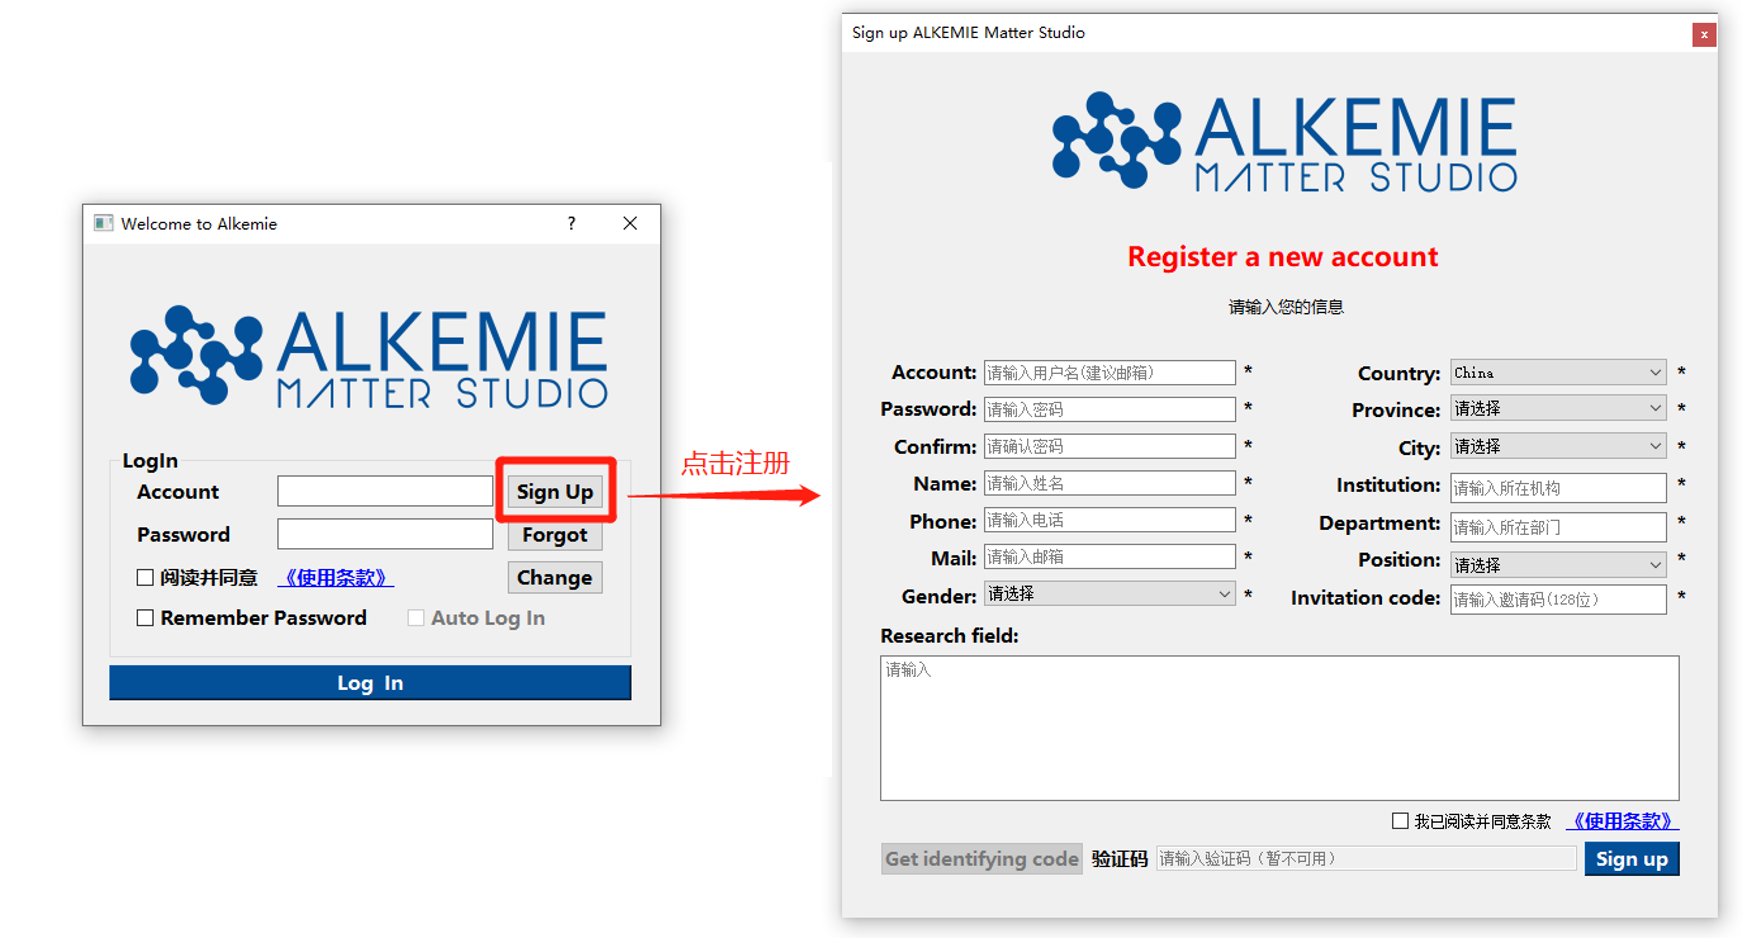 Welcome to Alkemie
?
ALKEMIE
MATTER STUDIO
LogIn
Account
Sign Up
Password
Forgot
阅读并同意 《使用条款》
Change
Remember Password
Auto Log In
Log In
点击注册
Sign up ALKEMIE Matter Studio
x
ALKEMIE
MATTER STUDIO
Register a new account
请输入您的信息
Account: 请输入用户名(建议邮箱) *
Country: China *
Password: 请输入密码 *
Province: 请选择 *
Confirm: 请确认密码 *
City: 请选择 *
Name: 请输入姓名 *
Institution: 请输入所在机构 *
Phone: 请输入电话 *
Department: 请输入所在部门 *
Mail: 请输入邮箱 *
Position: 请选择 *
Gender: 请选择 *
Invitation code: 请输入邀请码(128位) *
Research field:
请输入
我已阅读并同意条款 《使用条款》
Get identifying code 验证码 请输入验证码（暂不可用） Sign up